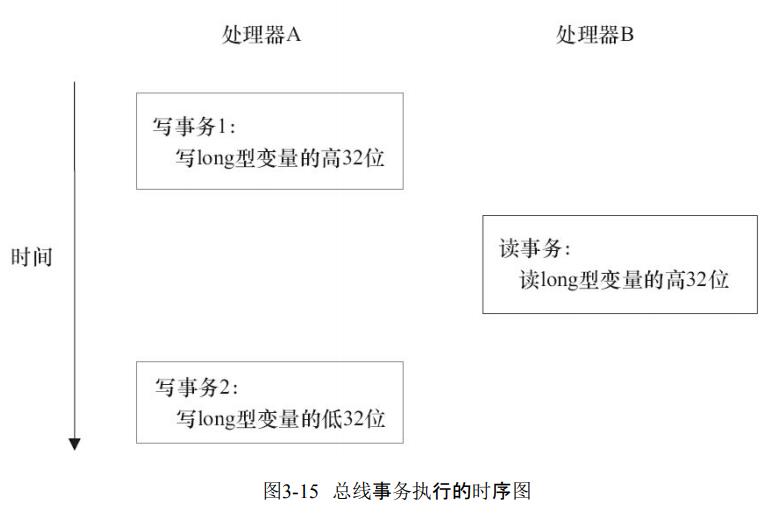 处理器A
处理器B
写事务1：
写long型变量的高32位
读事务：
读long型变量的高32位
时间
写事务2：
写long型变量的低32位
图3-15 总线事务执行的时序图